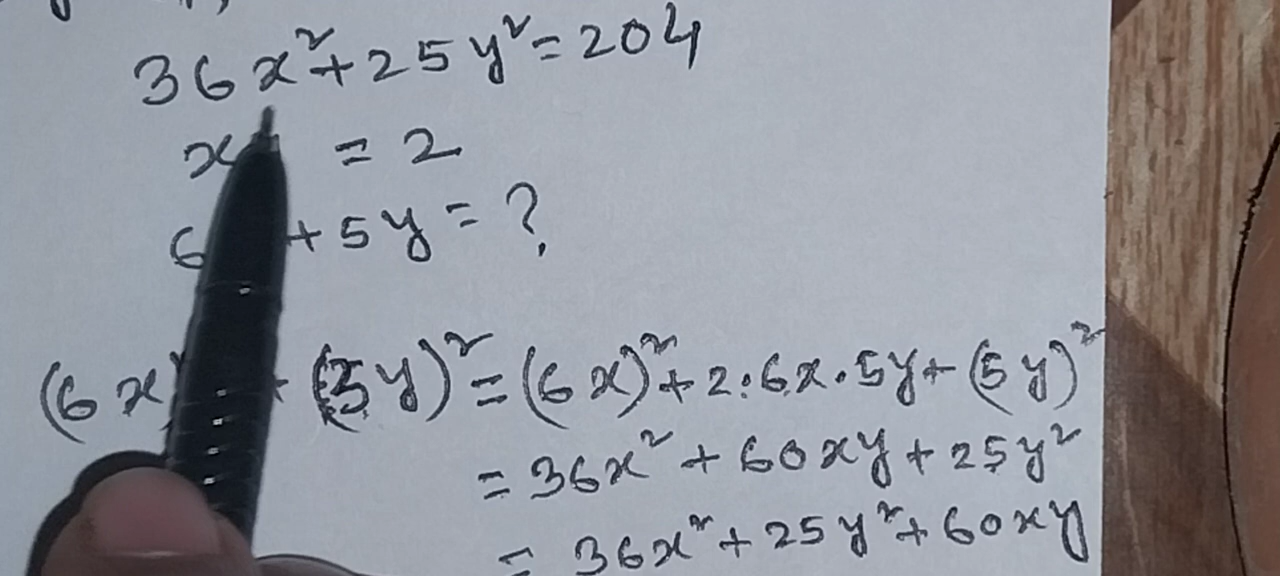 36x²+25y²=204
x = 2
6 +5y=?
(6x) + (5y)²=(6x)²+2·6x·5y+(5y)²
=36x²+60xy+25y²
= 36x²+25y²+60xy